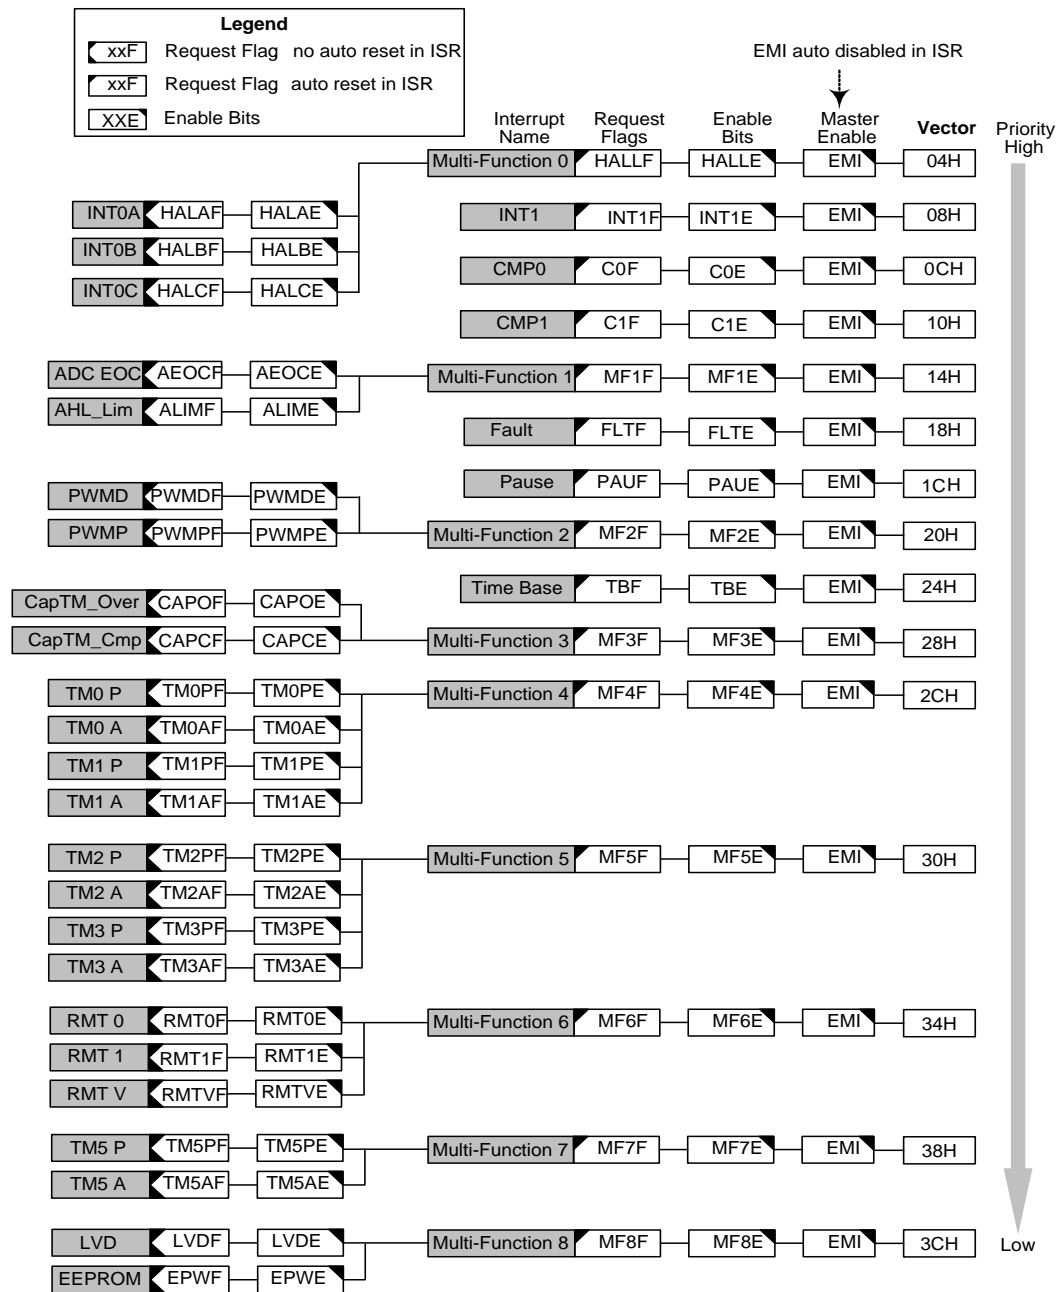 Legend
xxF Request Flag no auto reset in ISR
xxF Request Flag auto reset in ISR
XXE Enable Bits
EMI auto disabled in ISR
Interrupt Name Request Flags Enable Bits Master Enable Vector Priority High
Multi-Function 0 HALLF HALLE EMI 04H
INT0A HALAF HALAE INT1 INT1F INT1E EMI 08H
INT0B HALBF HALBE
CMP0 C0F C0E EMI 0CH
INT0C HALCF HALCE
CMP1 C1F C1E EMI 10H
ADC EOC AEOCF AEOCE Multi-Function 1 MF1F MF1E EMI 14H
AHL_Lim ALIMF ALIME
Fault FLTF FLTE EMI 18H
Pause PAUF PAUE EMI 1CH
PWMD PWMDF PWMDE
PWMP PWMPF PWMPE Multi-Function 2 MF2F MF2E EMI 20H
Time Base TBF TBE EMI 24H
CapTM_Over CAPOF CAPOE
CapTM_Cmp CAPCF CAPCE Multi-Function 3 MF3F MF3E EMI 28H
TM0 P TM0PF TM0PE Multi-Function 4 MF4F MF4E EMI 2CH
TM0 A TM0AF TM0AE
TM1 P TM1PF TM1PE
TM1 A TM1AF TM1AE
TM2 P TM2PF TM2PE Multi-Function 5 MF5F MF5E EMI 30H
TM2 A TM2AF TM2AE
TM3 P TM3PF TM3PE
TM3 A TM3AF TM3AE
RMT 0 RMT0F RMT0E Multi-Function 6 MF6F MF6E EMI 34H
RMT 1 RMT1F RMT1E
RMT V RMTVF RMTVE
TM5 P TM5PF TM5PE Multi-Function 7 MF7F MF7E EMI 38H
TM5 A TM5AF TM5AE
LVD LVDF LVDE Multi-Function 8 MF8F MF8E EMI 3CH Low
EEPROM EPWF EPWE